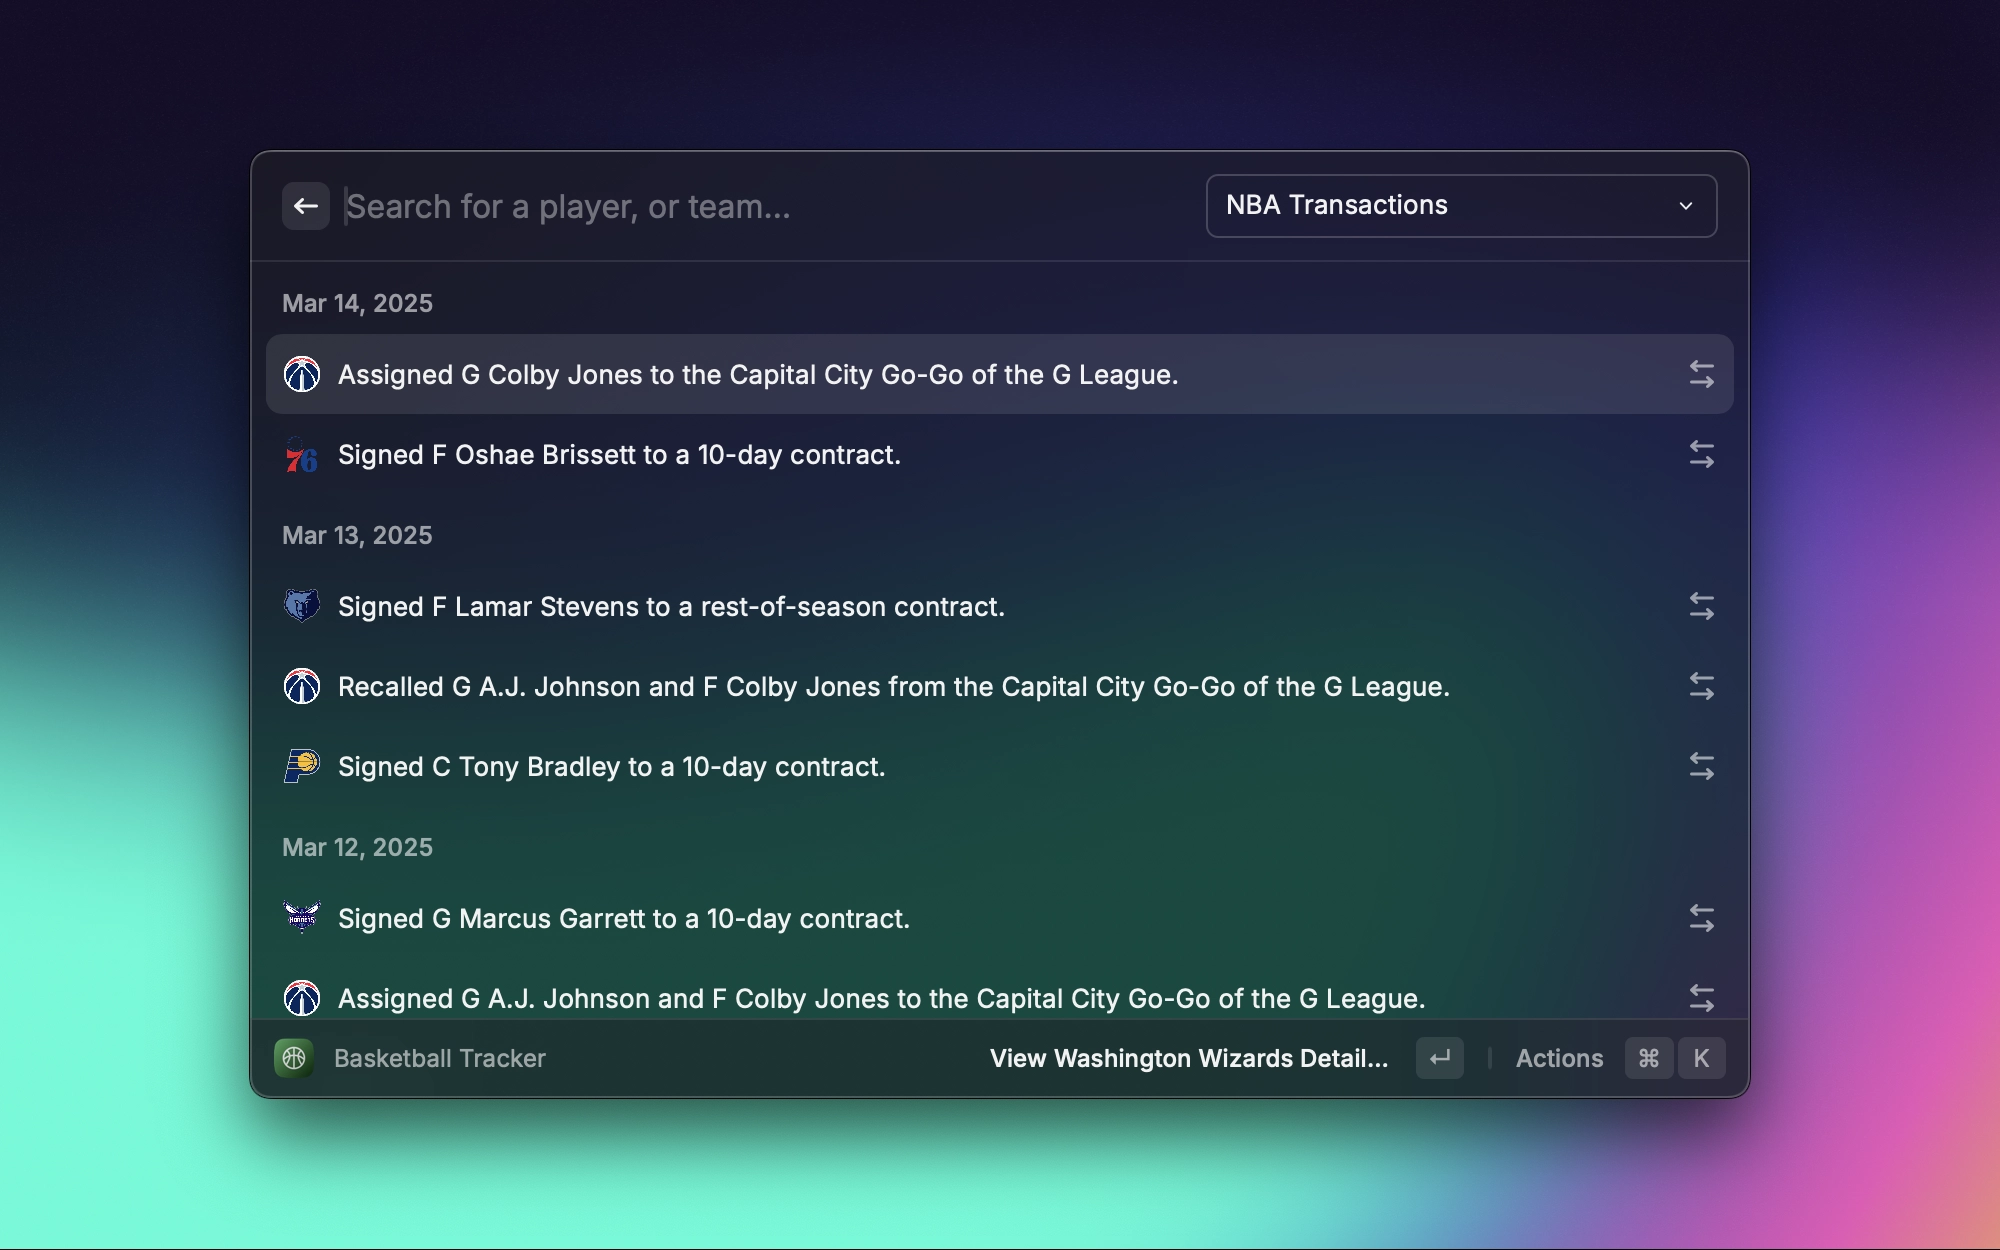 Search for a player, or team...
NBA Transactions
Mar 14, 2025
Assigned G Colby Jones to the Capital City Go-Go of the G League.
76
Signed F Oshae Brissett to a 10-day contract.
Mar 13, 2025
Signed F Lamar Stevens to a rest-of-season contract.
Recalled G A.J. Johnson and F Colby Jones from the Capital City Go-Go of the G League.
Signed C Tony Bradley to a 10-day contract.
Mar 12, 2025
HORNETS
Signed G Marcus Garrett to a 10-day contract.
Assigned G A.J. Johnson and F Colby Jones to the Capital City Go-Go of the G League.
Basketball Tracker
View Washington Wizards Detail...
Actions
⌘ K